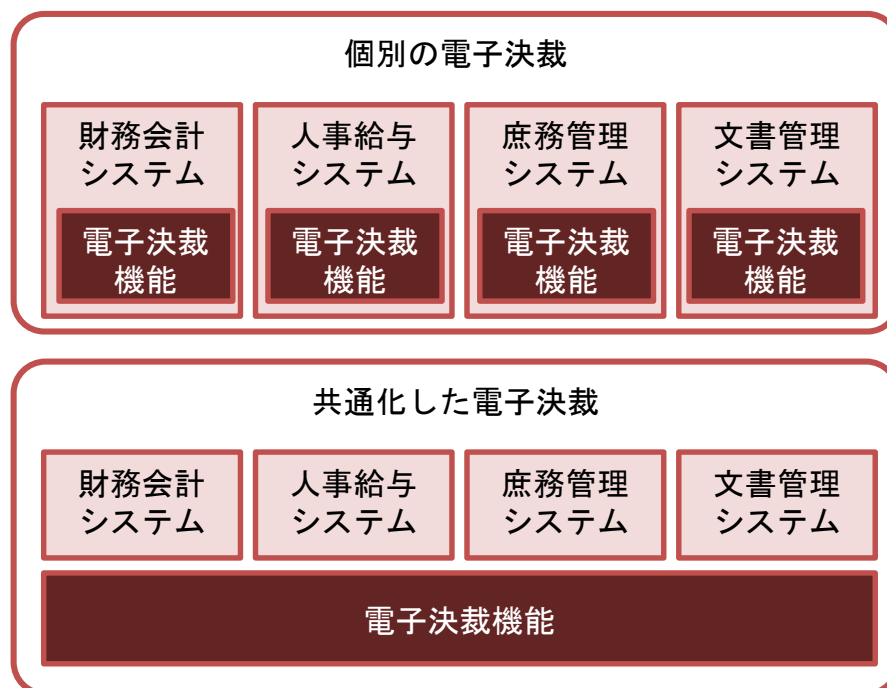 個別の電子決裁
財務会計
システム
電子決裁
機能
人事給与
システム
電子決裁
機能
庶務管理
システム
電子決裁
機能
文書管理
システム
電子決裁
機能
共通化した電子決裁
財務会計
システム
人事給与
システム
庶務管理
システム
文書管理
システム
電子決裁機能